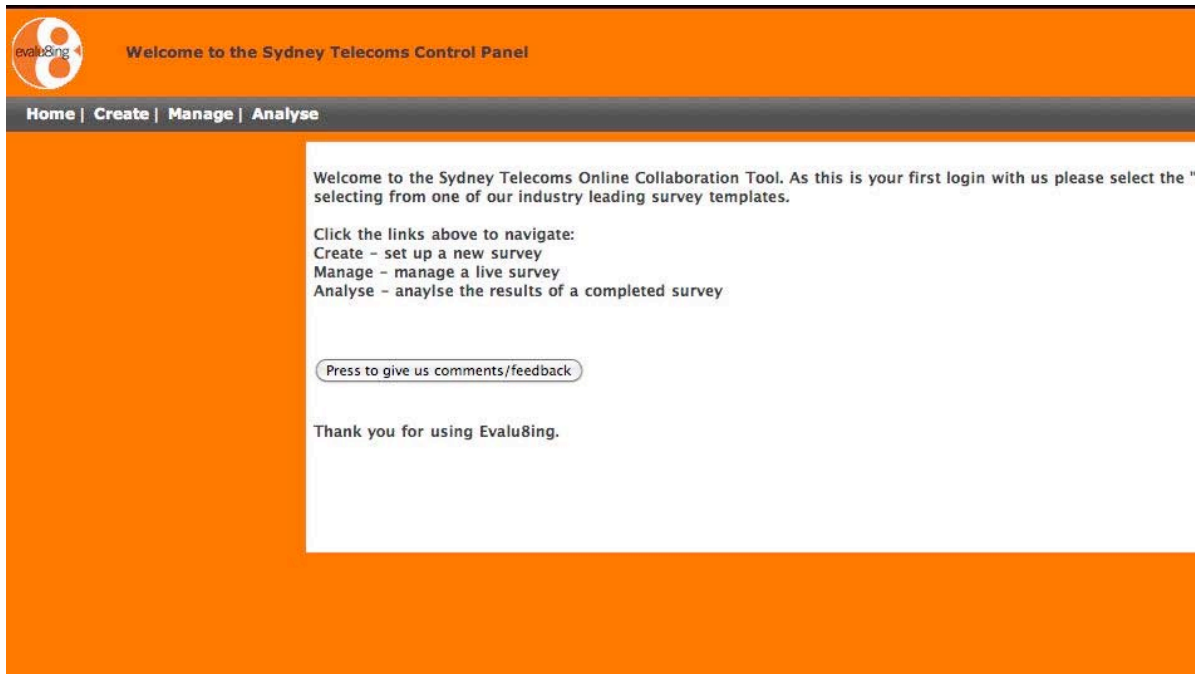 evalu8ing
Welcome to the Sydney Telecoms Control Panel
Home | Create | Manage | Analyse
Welcome to the Sydney Telecoms Online Collaboration Tool. As this is your first login with us please select the "
selecting from one of our industry leading survey templates.
Click the links above to navigate:
Create – set up a new survey
Manage – manage a live survey
Analyse – anaylse the results of a completed survey
Press to give us comments/feedback
Thank you for using Evalu8ing.